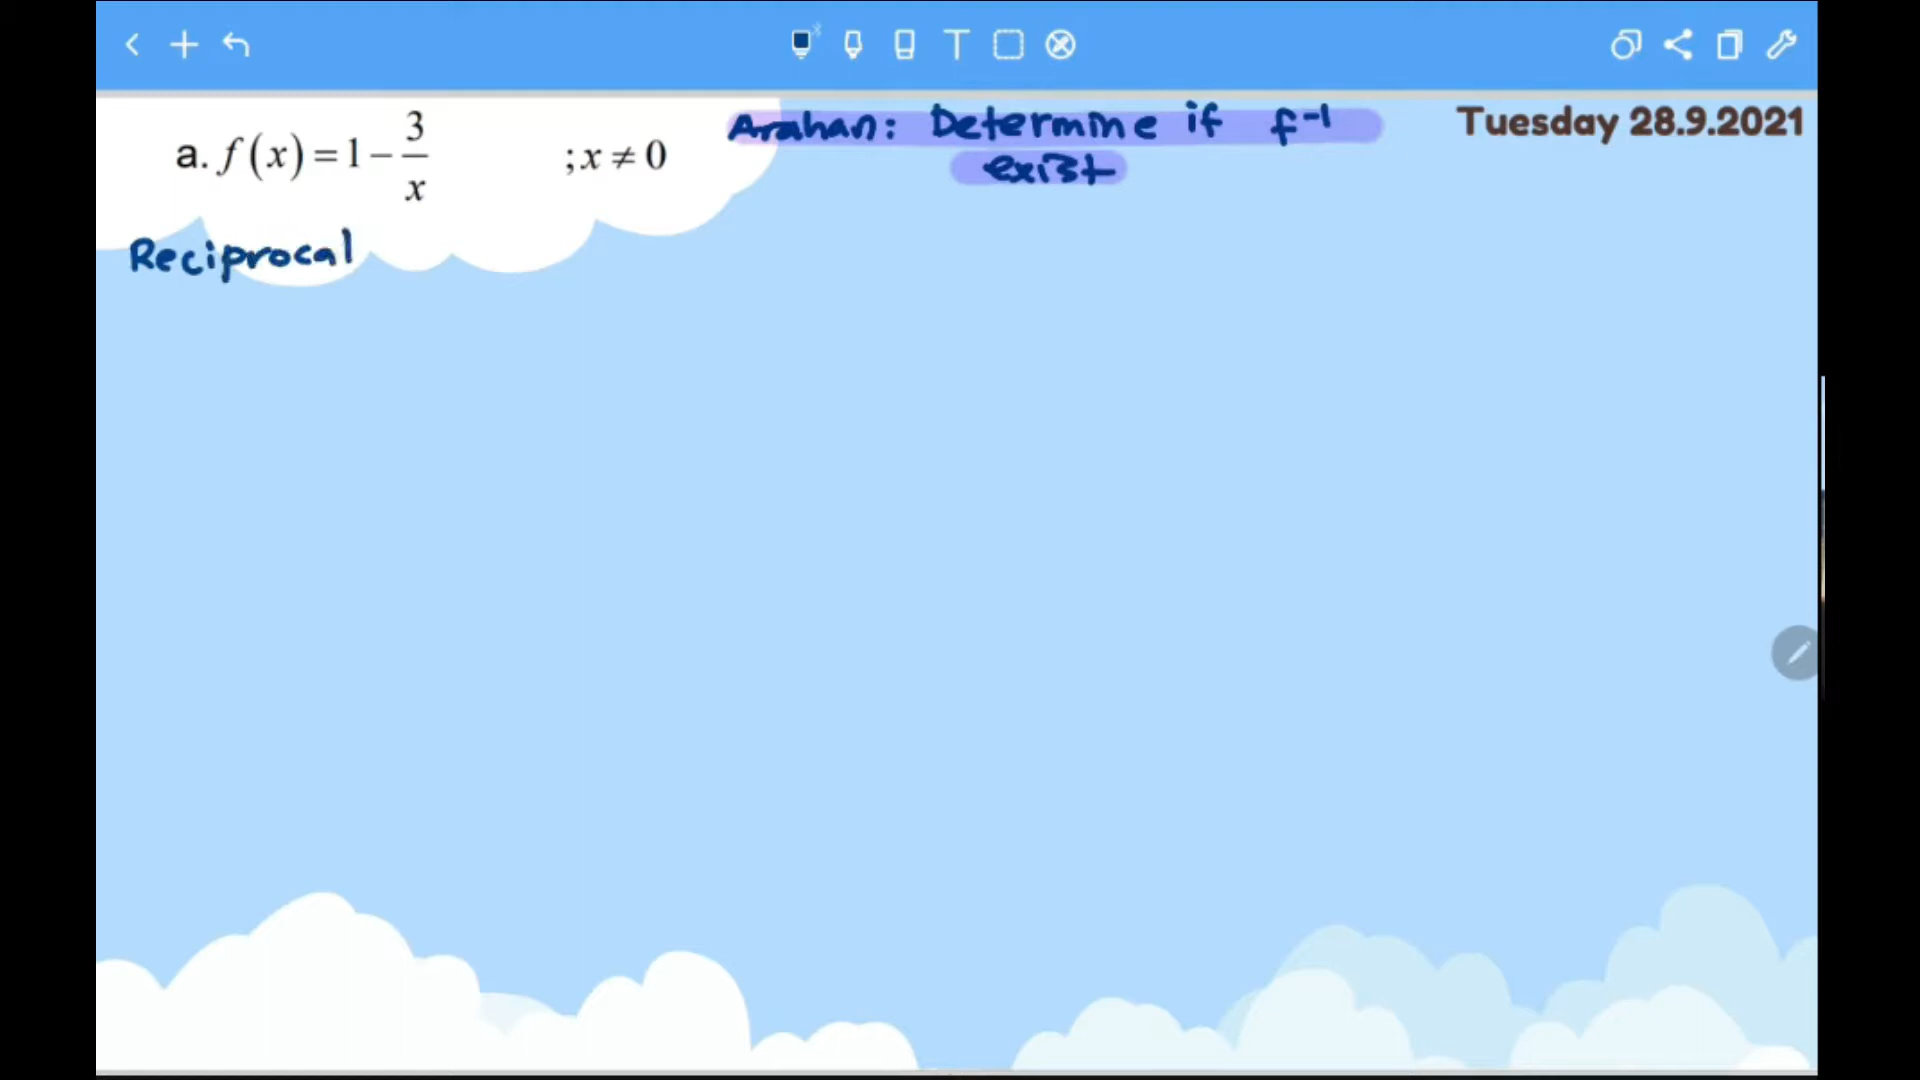 a. f(x) = 1 − 3/x ; x ≠ 0
Arahan: Determine if f⁻¹
exist
Tuesday 28.9.2021
Reciprocal